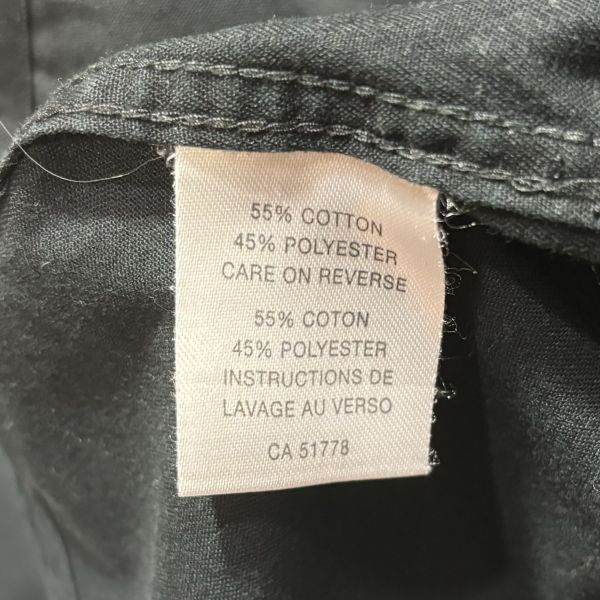 55% COTTON
45% POLYESTER
CARE ON REVERSE
55% COTON
45% POLYESTER
INSTRUCTIONS DE
LAVAGE AU VERSO
CA 51778